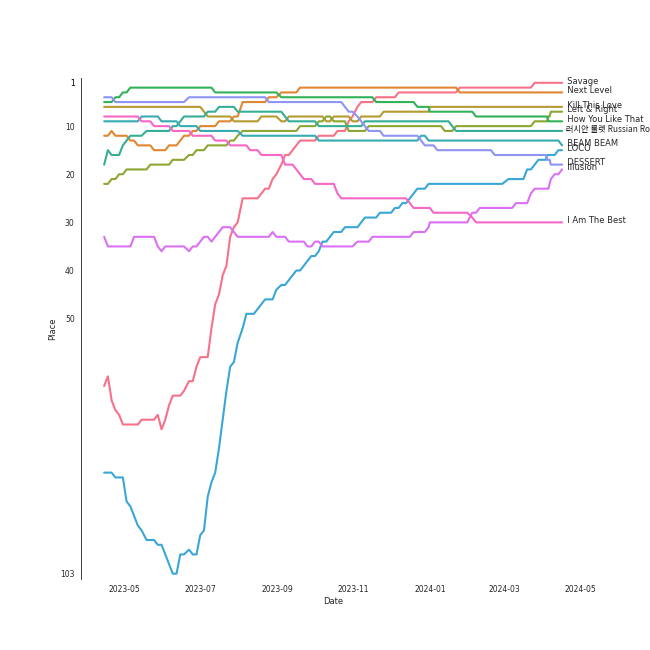 1
10
20
30
40
50
103
Place
2023-05
2023-07
2023-09
2023-11
2024-01
2024-03
2024-05
Date
Savage
Next Level
Kill This Love
Left & Right
How You Like That
러시안 룰렛 Russian Ro
BEAM BEAM
LOCO
DESSERT
Illusion
I Am The Best